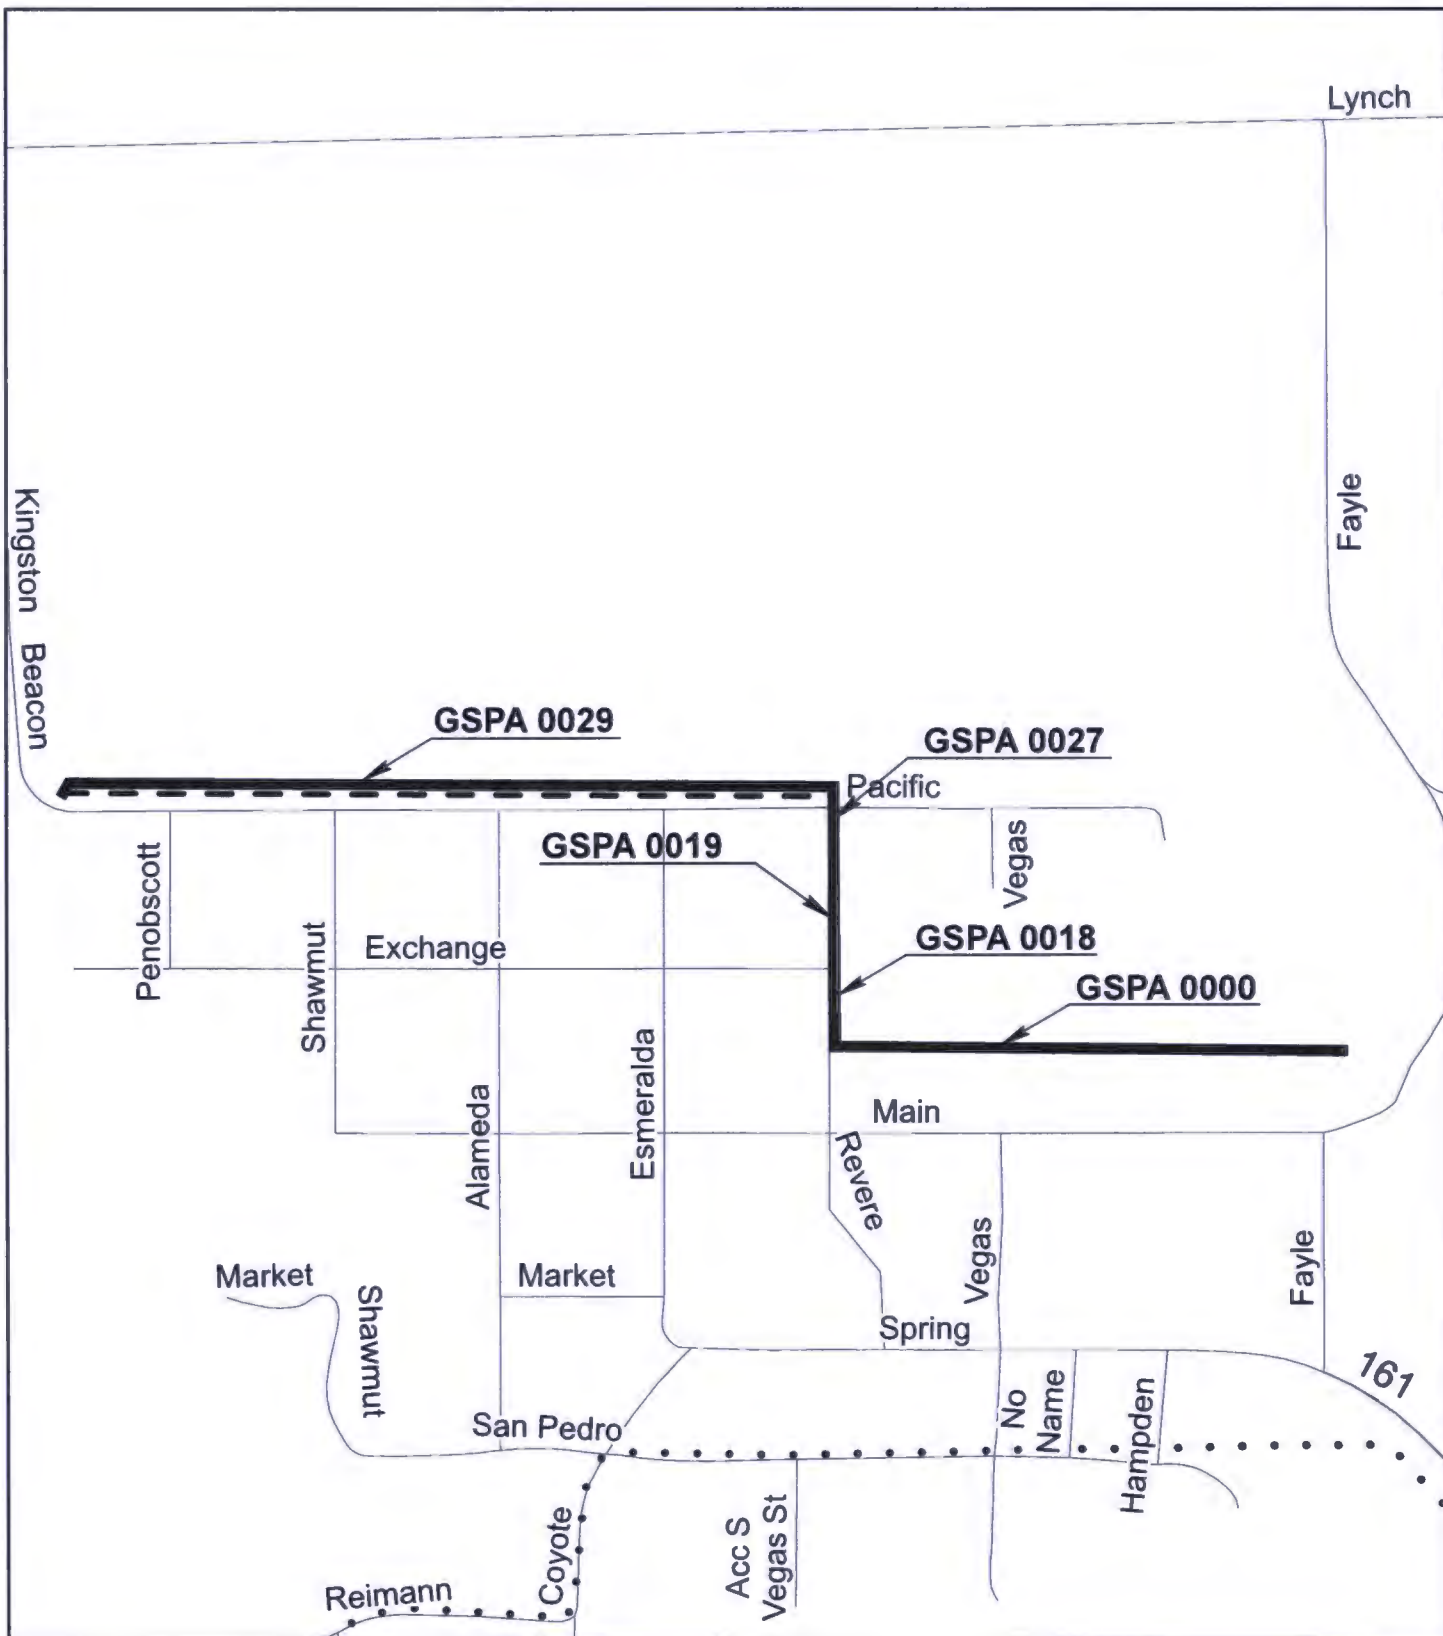 Lynch
Fayle
Kingston
Beacon
GSPA 0029
GSPA 0027
Pacific
GSPA 0019
Vegas
Penobscott
Shawmut
Exchange
GSPA 0018
GSPA 0000
Alameda
Esmeralda
Main
Revere
Vegas
Fayle
Market
Market
Shawmut
Spring
161
San Pedro
No
Name
Hampden
Coyote
Acc S
Vegas St
Reimann